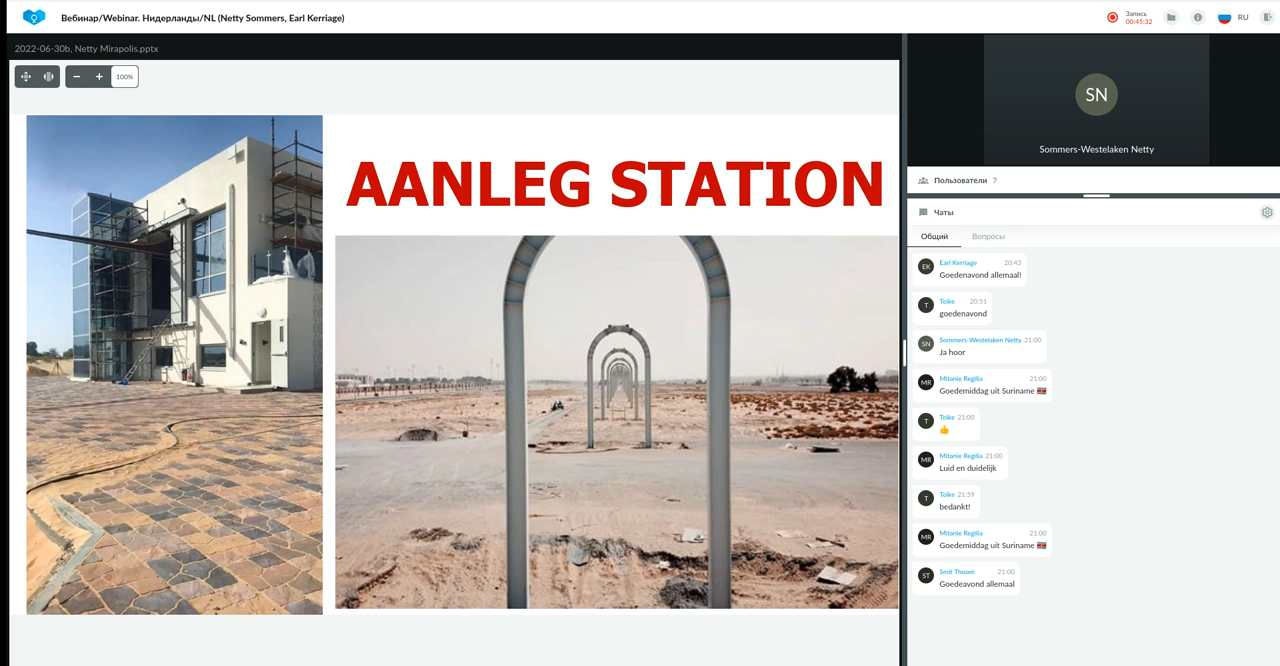 Вебинар/Webinar. Нидерланды/NL (Netty Sommers, Earl Kerriage)
Запись
00:45:32
RU
2022-06-30b, Netty Mirapolis.pptx
100%
AANLEG STATION
SN
Sommers-Westelaken Netty
Пользователи 7
Чаты
Общий Вопросы
EK Earl Kerriage 20:43
Goedenavond allemaal!
T Toike 20:51
goedenavond
SN Sommers-Westelaken Netty 21:00
Ja hoor
MR Mitanie Regilia 21:00
Goedemiddag uit Suriname 🇸🇷
T Toike 21:00
👍
MR Mitanie Regilia 21:00
Luid en duidelijk
T Toike 21:59
bedankt!
MR Mitanie Regilia 21:00
Goedemiddag uit Suriname 🇸🇷
ST Smit Thoom 21:00
Goedeavond allemaal